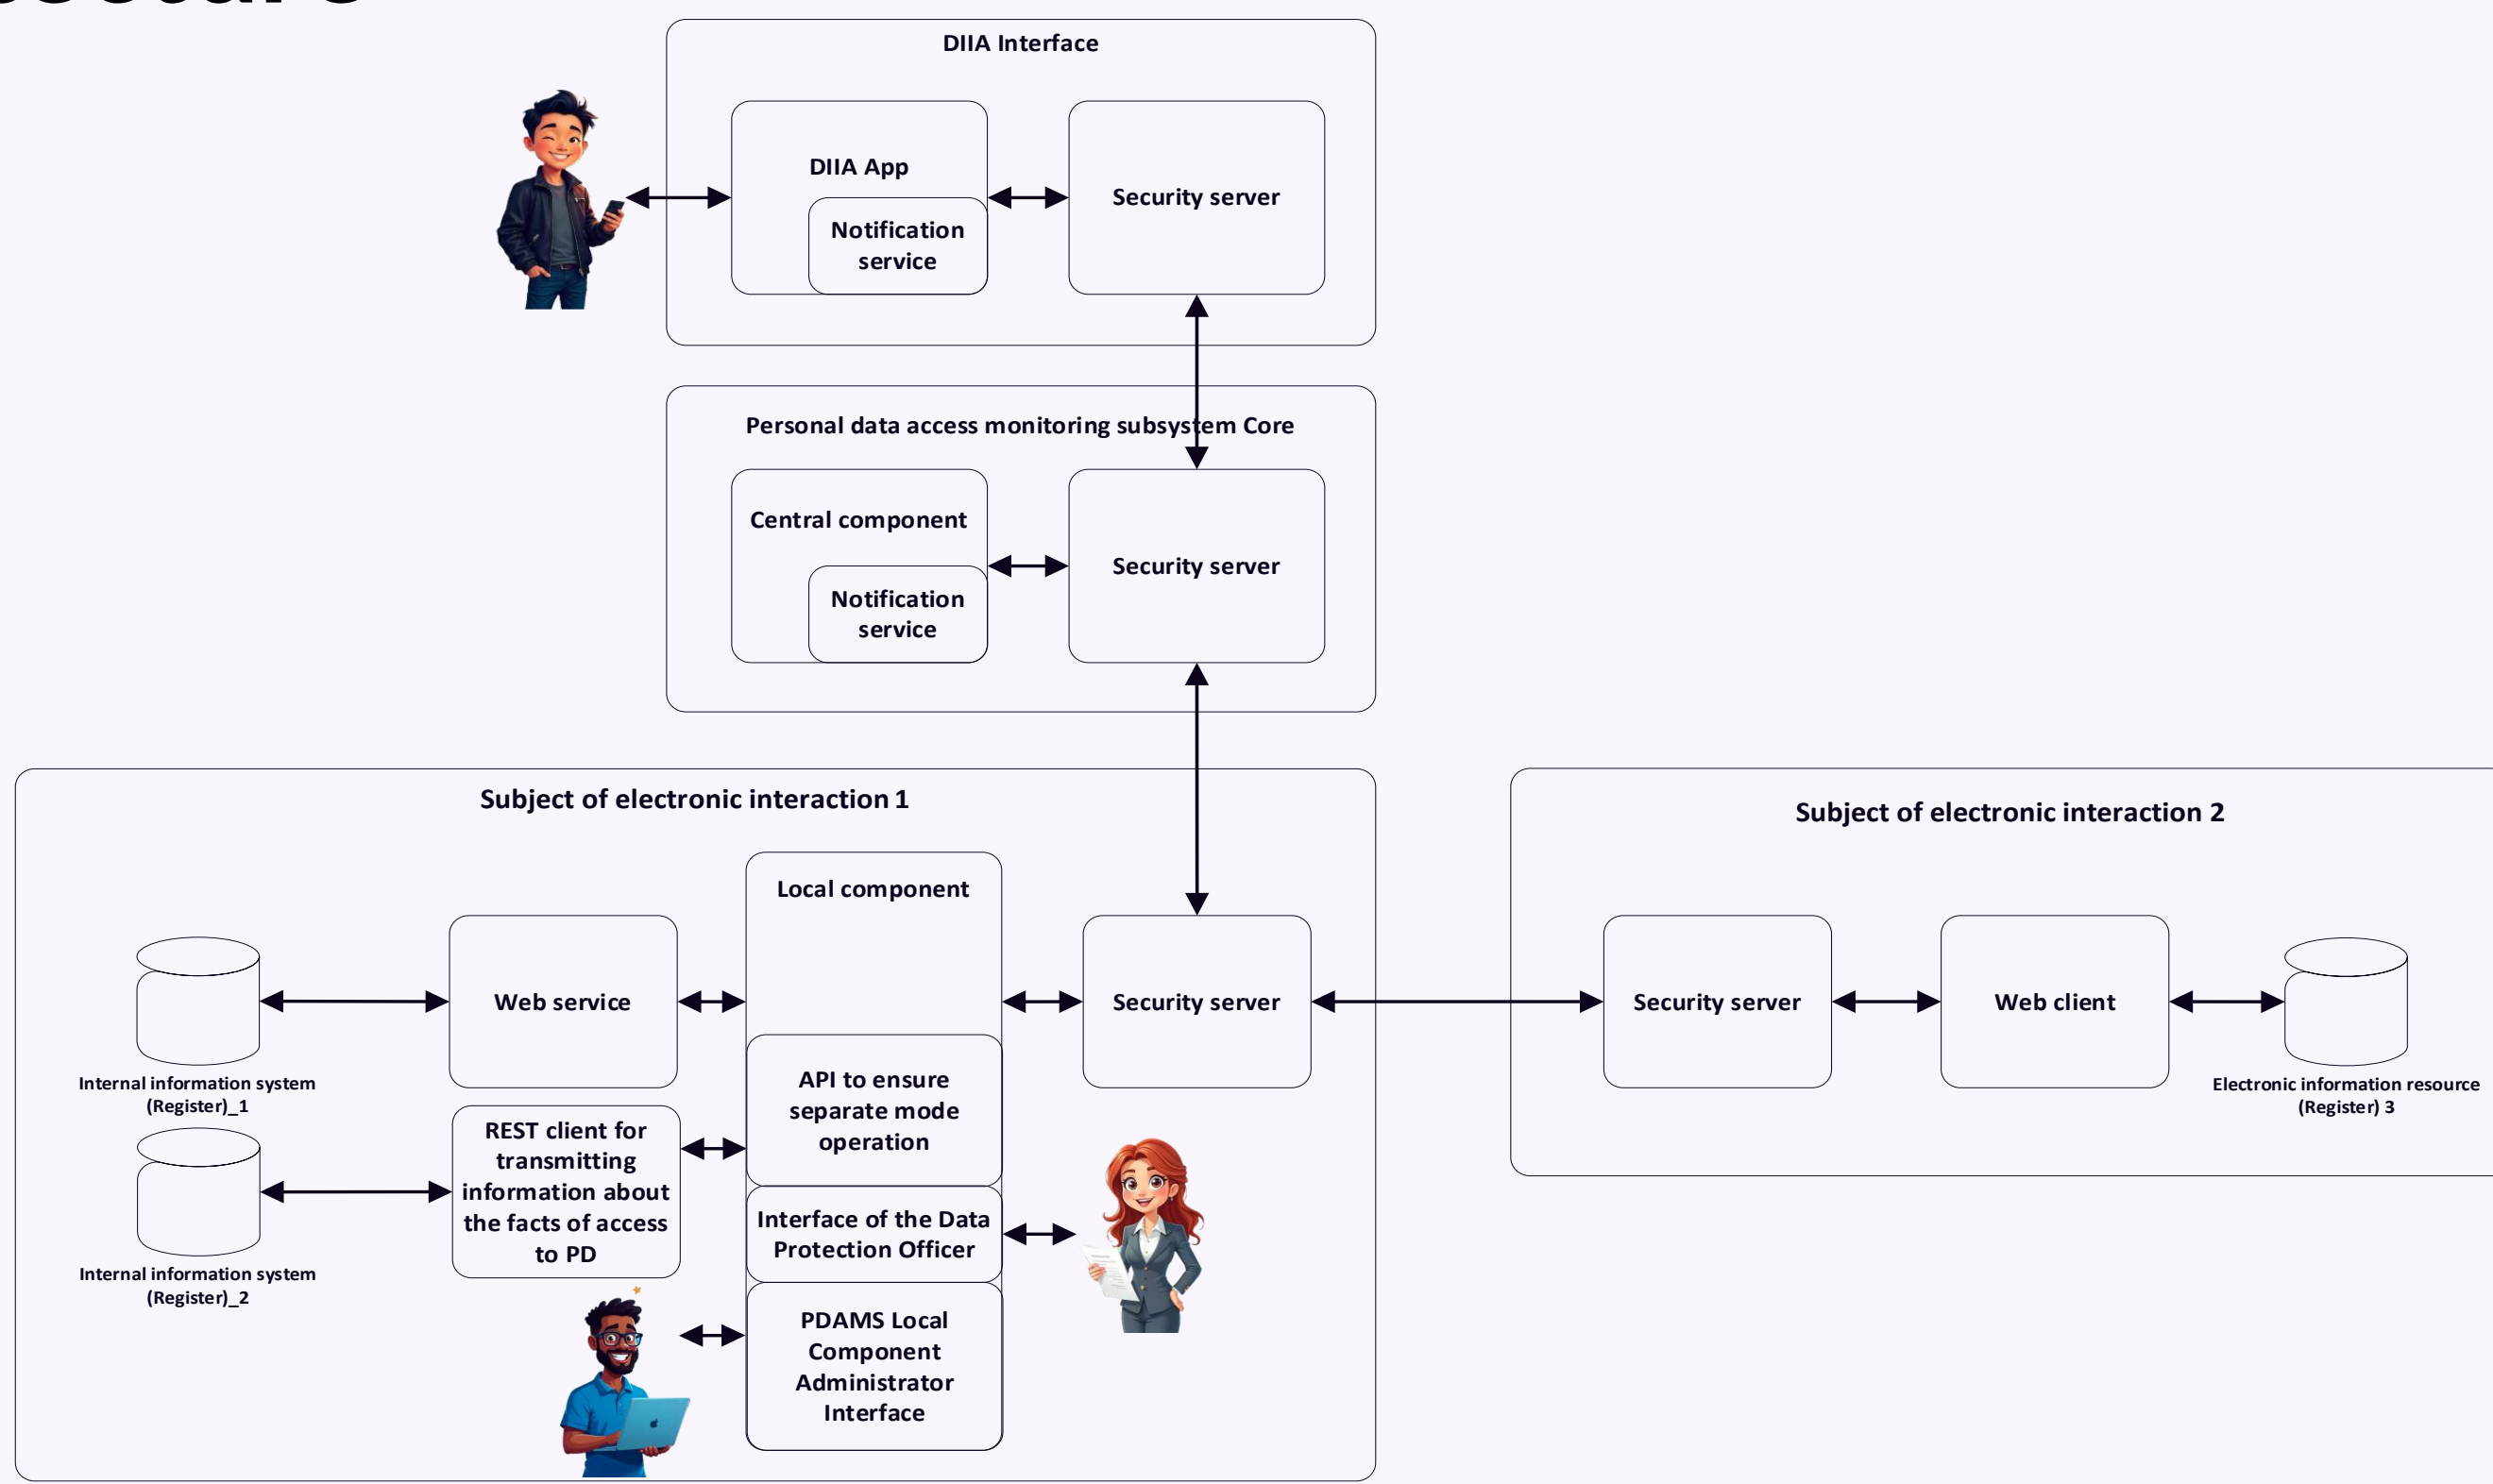 DIIA Interface
DIIA App
Notification
service
Security server
Personal data access monitoring subsystem Core
Central component
Notification
service
Security server
Subject of electronic interaction 1
Local component
Web service
Security server
Internal information system
(Register)_1
API to ensure
separate mode
operation
REST client for
transmitting
information about
the facts of access
to PD
Internal information system
(Register)_2
Interface of the Data
Protection Officer
PDAMS Local
Component
Administrator
Interface
Subject of electronic interaction 2
Security server
Web client
Electronic information resource
(Register) 3